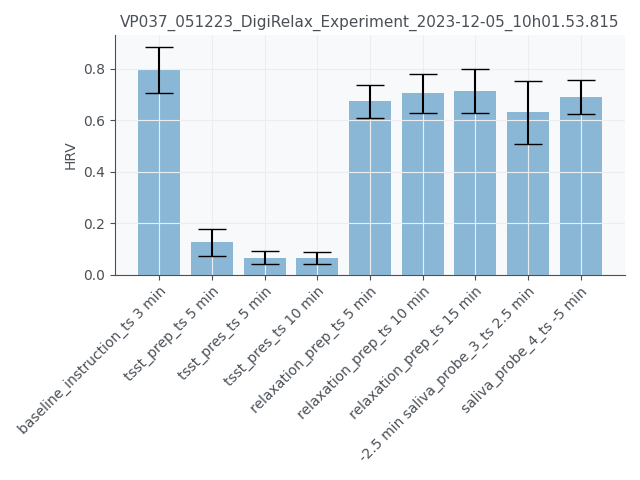 VP037_051223_DigiRelax_Experiment_2023-12-05_10h01.53.815
HRV
0.8
0.6
0.4
0.2
0.0
baseline_instruction_ts 3 min
tsst_prep_ts 5 min
tsst_pres_ts 5 min
tsst_pres_ts 10 min
relaxation_prep_ts 5 min
relaxation_prep_ts 10 min
relaxation_prep_ts 15 min
-2.5 min saliva_probe_3_ts 2.5 min
saliva_probe_4_ts -5 min